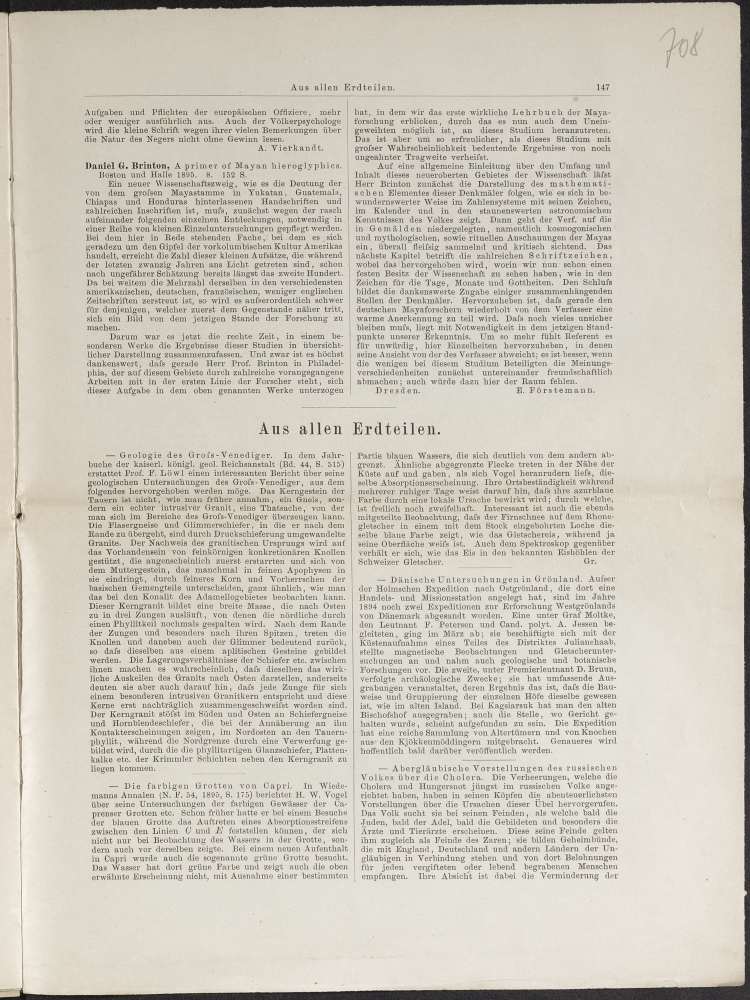 708
Aus allen Erdteilen. 147
Aufgaben und Pflichten der europäischen Offiziere, mehr
oder weniger ausführlich aus. Auch der Völkerpsychologe
wird die kleine Schrift wegen ihrer vielen Bemerkungen über
die Natur des Negers nicht ohne Gewinn lesen.
A. Vierkandt.
Daniel G. Brinton, A primer of Mayan hieroglyphics.
Boston und Halle 1895. 8. 152 S.
Ein neuer Wissenschaftszweig, wie es die Deutung der
von dem großen Mayastamme in Yukatan, Guatemala,
Chiapas und Honduras hinterlassenen Handschriften und
zahlreichen Inschriften ist, muß, zunächst wegen der rasch
aufeinander folgenden einzelnen Entdeckungen, notwendig in
einer Reihe von kleinen Einzeluntersuchungen gepflegt werden.
Bei dem hier in Rede stehenden Fache, bei dem es sich
geradezu um den Gipfel der vorkolumbischen Kultur Amerikas
handelt, erreicht die Zahl dieser kleinen Aufsätze, die während
der letzten zwanzig Jahren ans Licht getreten sind, schon
nach ungefährer Schätzung bereits längst das zweite Hundert.
Da bei weitem die Mehrzahl derselben in den verschiedensten
amerikanischen, deutschen, französischen, weniger englischen
Zeitschriften zerstreut ist, so wird es außerordentlich schwer
für denjenigen, welcher zuerst dem Gegenstande näher tritt,
sich ein Bild von dem jetzigen Stande der Forschung zu
machen.
Darum war es jetzt die rechte Zeit, in einem be-
sonderen Werke die Ergebnisse dieser Studien in übersicht-
licher Darstellung zusammenzufassen. Und zwar ist es höchst
dankenswert, daß gerade Herr Prof. Brinton in Philadel-
phia, der auf diesem Gebiete durch zahlreiche vorangegangene
Arbeiten mit in der ersten Linie der Forscher steht, sich
dieser Aufgabe in dem oben genannten Werke unterzogen
hat, in dem wir das erste wirkliche Lehrbuch der Maya-
forschung erblicken, durch das es nun auch dem Unein-
geweihten möglich ist, an dieses Studium heranzutreten.
Das ist aber um so erfreulicher, als dieses Studium mit
großer Wahrscheinlichkeit bedeutende Ergebnisse von noch
ungeahnter Tragweite verheißt.
Auf eine allgemeine Einleitung über den Umfang und
Inhalt dieses neueroberten Gebietes der Wissenschaft läßt
Herr Brinton zunächst die Darstellung des mathemati-
schen Elementes dieser Denkmäler folgen, wie es sich in be-
wundernswerter Weise im Zahlensysteme mit seinen Zeichen,
im Kalender und in den staunenswerten astronomischen
Kenntnissen des Volkes zeigt. Dann geht der Verf. auf die
in Gemälden niedergelegten, namentlich kosmogonischen
und mythologischen, sowie rituellen Anschauungen der Mayas
ein, überall fleißig sammelnd und kritisch sichtend. Das
nächste Kapitel betrifft die zahlreichen Schriftzeichen,
wobei das hervorgehoben wird, worin wir nun schon einen
festen Besitz der Wissenschaft zu sehen haben, wie in den
Zeichen für die Tage, Monate und Gottheiten. Den Schluß
bildet die dankenswerte Zugabe einiger zusammenhängenden
Stellen der Denkmäler. Hervorzuheben ist, daß gerade den
deutschen Mayaforschern wiederholt von dem Verfasser eine
warme Anerkennung zu teil wird. Daß noch vieles unsicher
bleiben muß, liegt mit Notwendigkeit in dem jetzigen Stand-
punkte unserer Erkenntnis. Um so mehr fühlt Referent es
für unwürdig, hier Einzelheiten hervorzuheben, in denen
seine Ansicht von der des Verfasser abweicht; es ist besser, wenn
die wenigen bei diesem Studium Beteiligten die Meinungs-
verschiedenheiten zunächst untereinander freundschaftlich
abmachen; auch würde dazu hier der Raum fehlen.
Dresden. E. Förstemann.
Aus allen Erdteilen.
— Geologie des Groß-Venediger. In dem Jahr-
buche der kaiserl. königl. geol. Reichsanstalt (Bd. 44, S. 515)
erstattet Prof. F. Löwl einen interessanten Bericht über seine
geologischen Untersuchungen des Groß-Venediger, aus dem
folgendes hervorgehoben werden möge. Das Kerngestein der
Tauern ist nicht, wie man früher annahm, ein Gneis, son-
dern ein echter intrusiver Granit, eine Thatsache, von der
man sich im Bereiche des Groß-Venediger überzeugen kann.
Die Flasergneise und Glimmerschiefer, in die er nach dem
Rande zu übergeht, sind durch Druckschieferung umgewandelte
Granite. Der Nachweis des granitischen Ursprungs wird auf
das Vorhandensein von feinkörnigen konkretionären Knollen
gestützt, die augenscheinlich zuerst erstarrten und sich von
dem Muttergestein, das manchmal in feinen Apophysen in
sie eindringt, durch feineres Korn und Vorherrschen der
basischen Gemengteile unterscheiden, ganz ähnlich, wie man
das bei den Konalit des Adamellogebietes beobachten kann.
Dieser Kerngranit bildet eine breite Masse, die nach Osten
zu in drei Zungen ausläuft, von denen die nördliche durch
einen Phyllitkeil nochmals gespalten wird. Nach dem Rande
der Zungen und besonders nach ihren Spitzen, treten die
Knollen und daneben auch der Glimmer bedeutend zurück,
so daß dieselben aus einem aplitischen Gesteine gebildet
werden. Die Lagerungsverhältnisse der Schiefer etc. zwischen
ihnen machen es wahrscheinlich, daß dieselben das wirk-
liche Auskeilen des Granits nach Osten darstellen, anderseits
deuten sie aber auch darauf hin, daß jede Zunge für sich
einem besonderen intrusiven Granitkern entspricht und diese
Kerne erst nachträglich zusammengeschweißt worden sind.
Der Kerngranit stößt im Süden und Osten an Schiefergneise
und Hornblendeschiefer, die bei der Annäherung an ihn
Kontakterscheinungen zeigen, im Nordosten an den Tauern-
phyllit, während die Nordgrenze durch eine Verwerfung ge-
bildet wird, durch die die phyllitartigen Glanzschiefer, Platten-
kalke etc. der Krimmler Schichten neben den Kerngranit zu
liegen kommen.
— Die farbigen Grotten von Capri. In Wiede-
manns Annalen (N. F. 54, 1895, S. 175) berichtet H. W. Vogel
über seine Untersuchungen der farbigen Gewässer der Ca-
prenser Grotten etc. Schon früher hatte er bei einem Besuche
der blauen Grotte das Auftreten eines Absorptionsstreifens
zwischen den Linien C und E feststellen können, der sich
nicht nur bei Beobachtung des Wassers in der Grotte, son-
dern auch vor derselben zeigte. Bei einem neuen Aufenthalt
in Capri wurde auch die sogenannte grüne Grotte besucht.
Das Wasser hat dort grüne Farbe und zeigt auch die oben
erwähnte Erscheinung nicht, mit Ausnahme einer bestimmten
Partie blauen Wassers, die sich deutlich von dem andern ab-
grenzt. Ähnliche abgegrenzte Flecke treten in der Nähe der
Küste auf und gaben, als sich Vogel heranrudern ließ, die-
selbe Absorptionserscheinung. Ihre Ortsbeständigkeit während
mehrerer ruhiger Tage weist darauf hin, daß ihre azurblaue
Farbe durch eine lokale Ursache bewirkt wird; durch welche,
ist freilich noch zweifelhaft. Interessant ist auch die ebenda
mitgeteilte Beobachtung, daß der Firnschnee auf dem Rhone-
gletscher in einem mit dem Stock eingebohrten Loche die-
selbe blaue Farbe zeigt, wie das Gletschereis, während ja
seine Oberfläche weiß ist. Auch dem Spektroskop gegenüber
verhält er sich, wie das Eis in den bekannten Eishöhlen der
Schweizer Gletscher. Gr.
— Dänische Untersuchungen in Grönland. Außer
der Holmschen Expedition nach Ostgrönland, die dort eine
Handels- und Missionsstation angelegt hat, sind im Jahre
1894 noch zwei Expeditionen zur Erforschung Westgrönlands
von Dänemark abgesandt worden. Eine unter Graf Moltke,
den Leutnant F. Petersen und Cand. polyt. A. Jessen be-
gleiteten, ging im März ab; sie beschäftigte sich mit der
Küstenaufnahme eines Teiles des Distriktes Julianehaab,
stellte magnetische Beobachtungen und Gletscherunter-
suchungen an und nahm auch geologische und botanische
Forschungen vor. Die zweite, unter Premierleutnant D. Bruun,
verfolgte archäologische Zwecke; sie hat umfassende Aus-
grabungen veranstaltet, deren Ergebnis das ist, daß die Bau-
weise und Gruppierung der einzelnen Höfe dieselbe gewesen
ist, wie im alten Island. Bei Kagsiarsuk hat man den alten
Bischofshof ausgegraben; auch die Stelle, wo Gericht ge-
halten wurde, scheint aufgefunden zu sein. Die Expedition
hat eine reiche Sammlung von Altertümern und von Knochen
aus den Kjökkenmöddingern mitgebracht. Genaueres wird
hoffentlich bald darüber veröffentlich werden.
— Abergläubische Vorstellungen des russischen
Volkes über die Cholera. Die Verheerungen, welche die
Cholera und Hungersnot jüngst im russischen Volke ange-
richtet haben, haben in seinen Köpfen die abenteuerlichsten
Vorstellungen über die Ursachen dieser Übel hervorgerufen.
Das Volk sucht sie bei seinen Feinden, als welche bald die
Juden, bald der Adel, bald die Gebildeten und besonders die
Ärzte und Tierärzte erscheinen. Diese seine Feinde gelten
ihm zugleich als Feinde des Zaren; sie bilden Geheimbünde,
die mit England, Deutschland und andern Ländern der Un-
gläubigen in Verbindung stehen und von dort Belohnungen
für jeden vergifteten oder lebend begrabenen Menschen
empfangen. Ihre Absicht ist dabei die Verminderung der